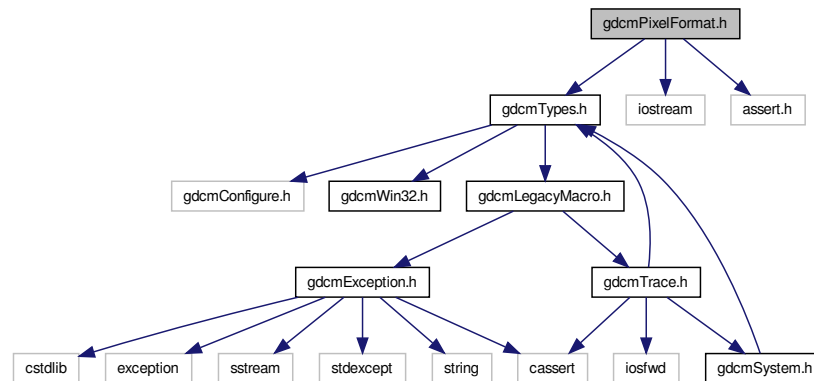 gdcmPixelFormat.h
gdcmTypes.h
iostream
assert.h
gdcmConfigure.h
gdcmWin32.h
gdcmLegacyMacro.h
gdcmException.h
gdcmTrace.h
cstdlib
exception
sstream
stdexcept
string
cassert
iosfwd
gdcmSystem.h